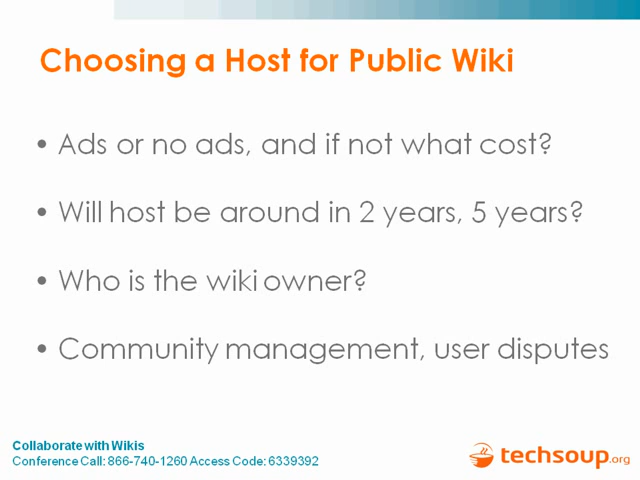 Choosing a Host for Public Wiki
• Ads or no ads, and if not what cost?
• Will host be around in 2 years, 5 years?
• Who is the wiki owner?
• Community management, user disputes
Collaborate with Wikis
Conference Call: 866-740-1260 Access Code: 6339392
techsoup.org